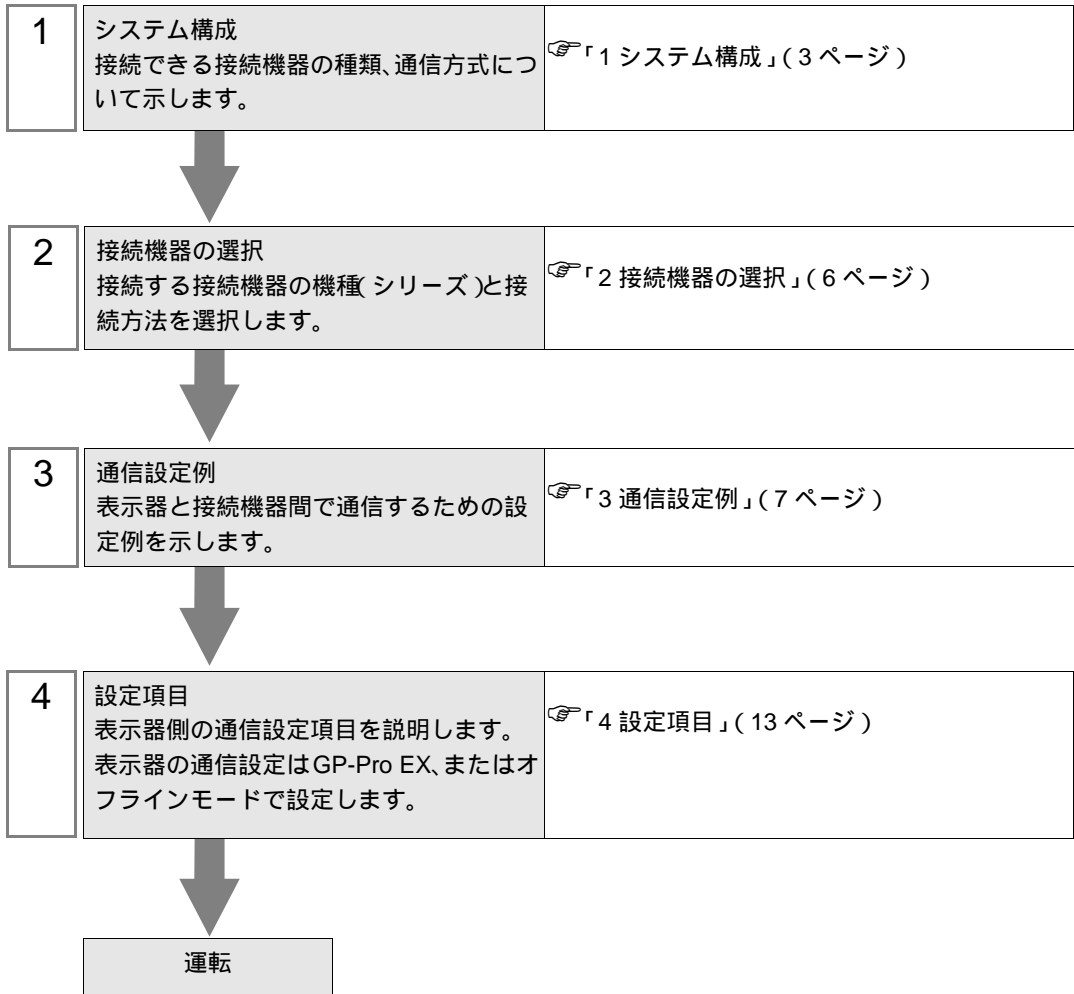 1
システム構成
接続できる接続機器の種類、通信方式につ
いて示します。
☞「1 システム構成」(3 ページ)
2
接続機器の選択
接続する接続機器の機種(シリーズ)と接
続方法を選択します。
☞「2 接続機器の選択」(6 ページ)
3
通信設定例
表示器と接続機器間で通信するための設
定例を示します。
☞「3 通信設定例」(7 ページ)
4
設定項目
表示器側の通信設定項目を説明します。
表示器の通信設定はGP-Pro EX、またはオ
フラインモードで設定します。
☞「4 設定項目」(13 ページ)
運転